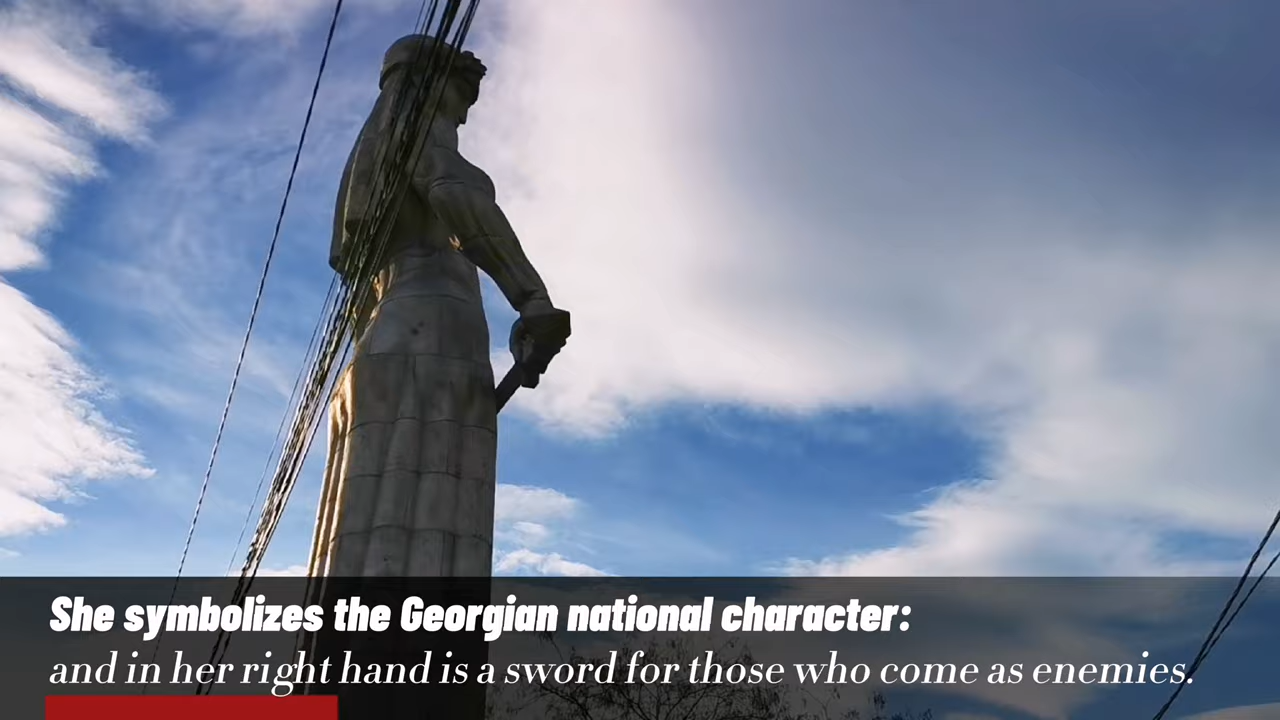 She symbolizes the Georgian national character:
and in her right hand is a sword for those who come as enemies.